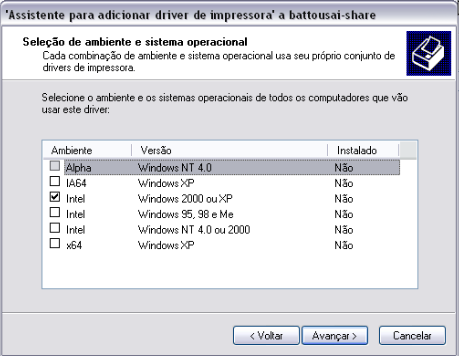 'Assistente para adicionar driver de impressora' a battousai-share
Seleção de ambiente e sistema operacional
Cada combinação de ambiente e sistema operacional usa seu próprio conjunto de
drivers de impressora.
Selecione o ambiente e os sistemas operacionais de todos os computadores que vão
usar este driver:
Ambiente Versão Instalado
Alpha Windows NT 4.0 Não
IA64 Windows XP Não
Intel Windows 2000 ou XP Não
Intel Windows 95, 98 e Me Não
Intel Windows NT 4.0 ou 2000 Não
x64 Windows XP Não
< Voltar Avançar > Cancelar